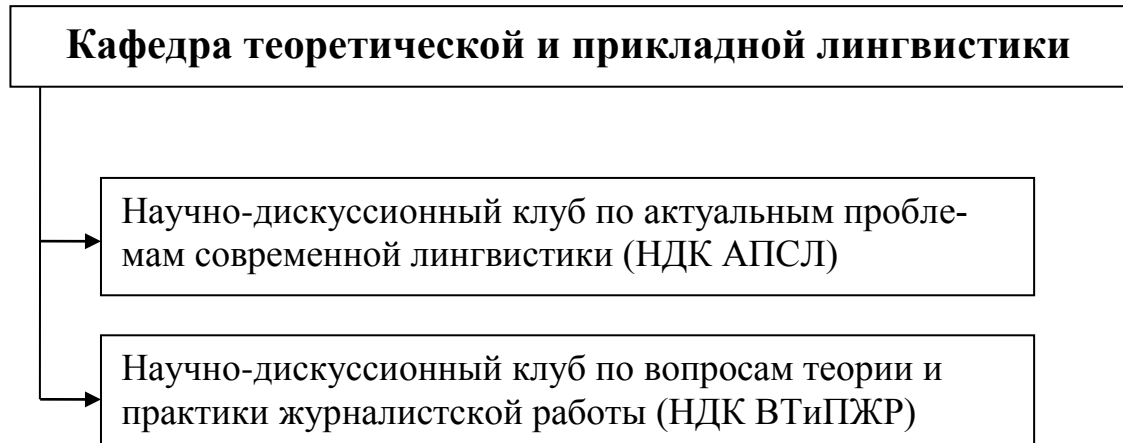 Кафедра теоретической и прикладной лингвистики
Научно-дискуссионный клуб по актуальным пробле-
мам современной лингвистики (НДК АПСЛ)
Научно-дискуссионный клуб по вопросам теории и
практики журналистской работы (НДК ВТиПЖР)